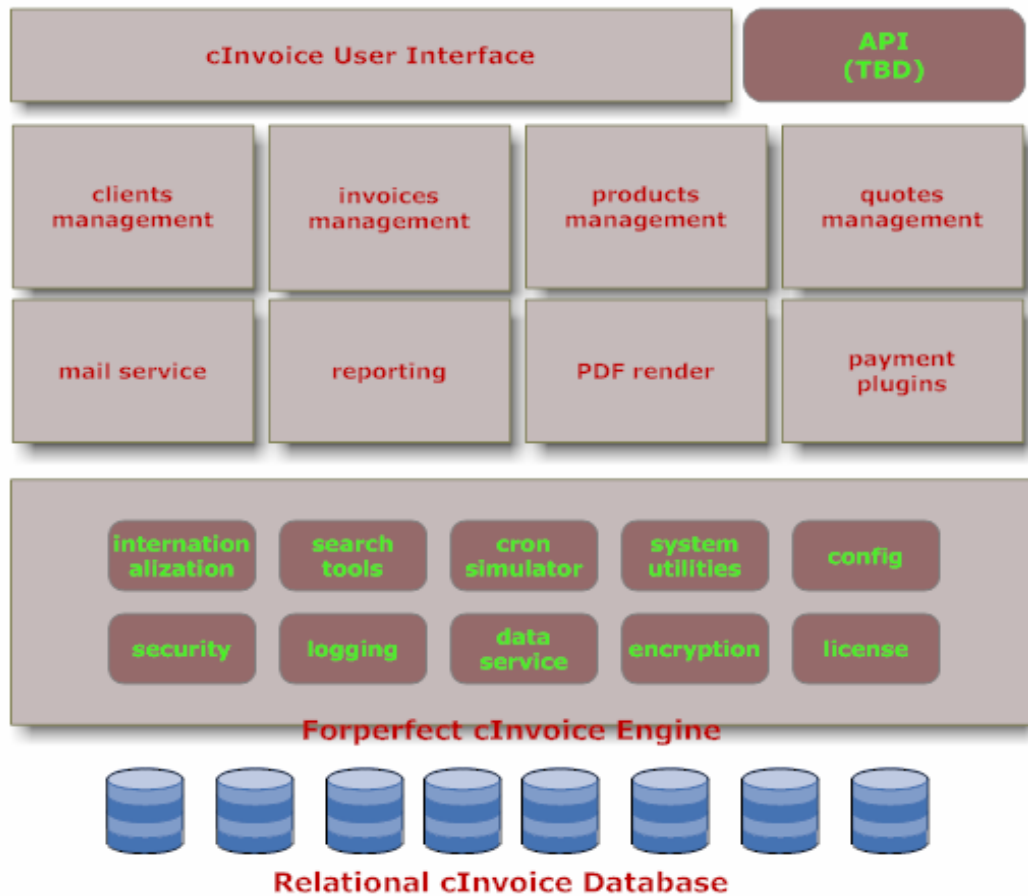 cInvoice User Interface
API
(TBD)
clients
management
invoices
management
products
management
quotes
management
mail service
reporting
PDF render
payment
plugins
internation
alization
search
tools
cron
simulator
system
utilities
config
security
logging
data
service
encryption
license
Forperfect cInvoice Engine
Relational cInvoice Database